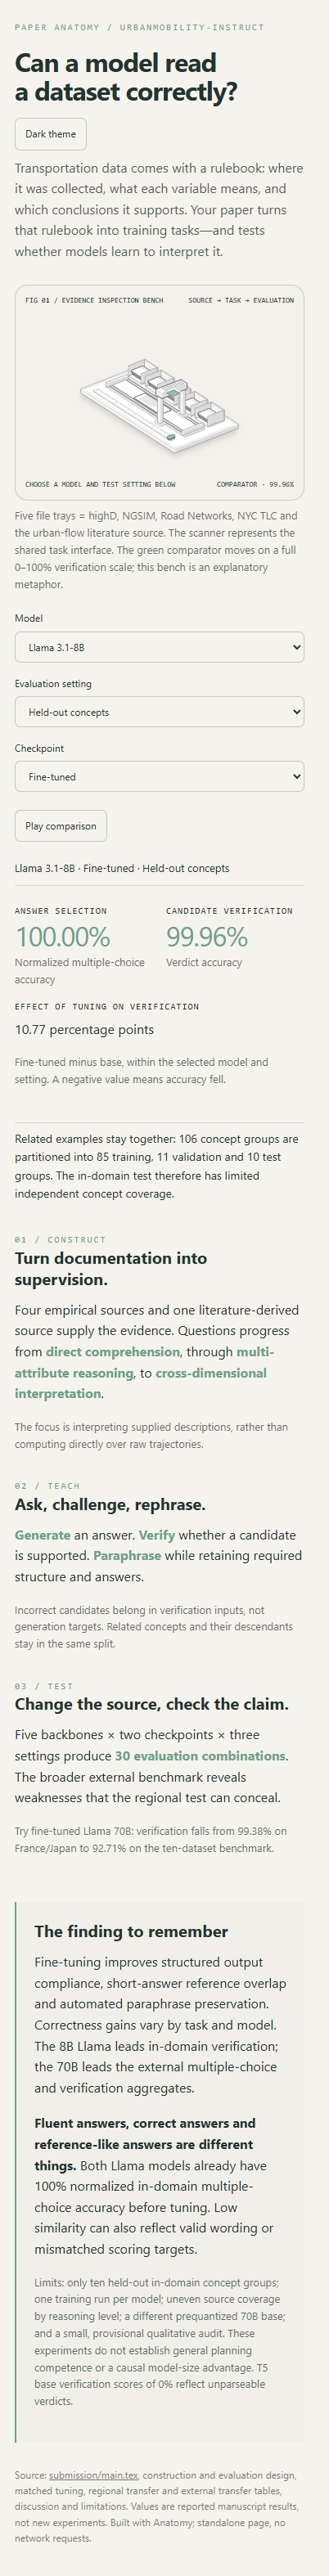 PAPER ANATOMY / URBANMOBILITY-INSTRUCT
Can a model read
a dataset correctly?
Dark theme
Transportation data comes with a rulebook: where
it was collected, what each variable means, and
which conclusions it supports. Your paper turns
that rulebook into training tasks—and tests
whether models learn to interpret it.
FIG 01 / EVIDENCE INSPECTION BENCH
SOURCE → TASK → EVALUATION
CHOOSE A MODEL AND TEST SETTING BELOW
COMPARATOR · 99.96%
Five file trays = highD, NGSIM, Road Networks, NYC TLC and
the urban-flow literature source. The scanner represents the
shared task interface. The green comparator moves on a full
0–100% verification scale; this bench is an explanatory
metaphor.
Model
Llama 3.1-8B
Evaluation setting
Held-out concepts
Checkpoint
Fine-tuned
Play comparison
Llama 3.1-8B · Fine-tuned · Held-out concepts
ANSWER SELECTION
100.00%
Normalized multiple-choice
accuracy
CANDIDATE VERIFICATION
99.96%
Verdict accuracy
EFFECT OF TUNING ON VERIFICATION
10.77 percentage points
Fine-tuned minus base, within the selected model and
setting. A negative value means accuracy fell.
Related examples stay together: 106 concept groups are
partitioned into 85 training, 11 validation and 10 test
groups. The in-domain test therefore has limited
independent concept coverage.
01 / CONSTRUCT
Turn documentation into
supervision.
Four empirical sources and one literature-derived
source supply the evidence. Questions progress
from direct comprehension, through multi-
attribute reasoning, to cross-dimensional
interpretation.
The focus is interpreting supplied descriptions, rather than
computing directly over raw trajectories.
02 / TEACH
Ask, challenge, rephrase.
Generate an answer. Verify whether a candidate
is supported. Paraphrase while retaining required
structure and answers.
Incorrect candidates belong in verification inputs, not
generation targets. Related concepts and their descendants
stay in the same split.
03 / TEST
Change the source, check the claim.
Five backbones × two checkpoints × three
settings produce 30 evaluation combinations.
The broader external benchmark reveals
weaknesses that the regional test can conceal.
Try fine-tuned Llama 70B: verification falls from 99.38% on
France/Japan to 92.71% on the ten-dataset benchmark.
The finding to remember
Fine-tuning improves structured output
compliance, short-answer reference overlap
and automated paraphrase preservation.
Correctness gains vary by task and model.
The 8B Llama leads in-domain verification;
the 70B leads the external multiple-choice
and verification aggregates.
Fluent answers, correct answers and
reference-like answers are different
things. Both Llama models already have
100% normalized in-domain multiple-
choice accuracy before tuning. Low
similarity can also reflect valid wording or
mismatched scoring targets.
Limits: only ten held-out in-domain concept groups;
one training run per model; uneven source coverage
by reasoning level; a different prequantized 70B base;
and a small, provisional qualitative audit. These
experiments do not establish general planning
competence or a causal model-size advantage. T5
base verification scores of 0% reflect unparseable
verdicts.
Source: submission/main.tex, construction and evaluation design,
matched tuning, regional transfer and external transfer tables,
discussion and limitations. Values are reported manuscript results,
not new experiments. Built with Anatomy; standalone page, no
network requests.